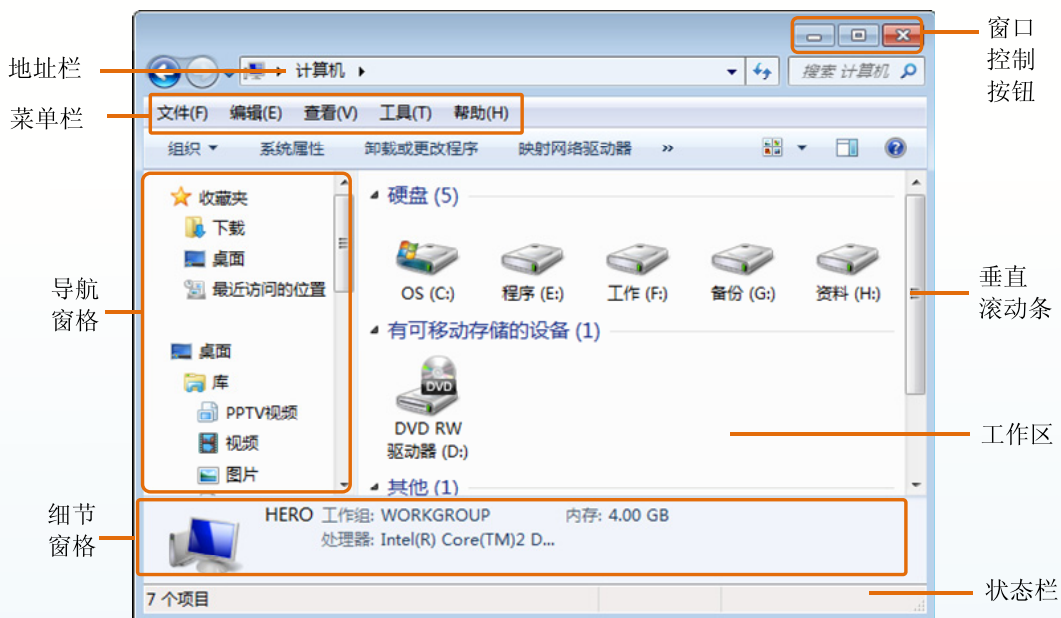 窗口
控制
按钮
地址栏
计算机
搜索 计算机
菜单栏
文件(F) 编辑(E) 查看(V) 工具(T) 帮助(H)
组织 系统属性 卸载或更改程序 映射网络驱动器 »
收藏夹
下载
桌面
最近访问的位置
桌面
库
PPTV视频
视频
图片
导航
窗格
硬盘 (5)
OS (C:) 程序 (E:) 工作 (F:) 备份 (G:) 资料 (H:)
有可移动存储的设备 (1)
DVD
DVD RW
驱动器 (D:)
其他 (1)
垂直
滚动条
工作区
细节
窗格
HERO 工作组: WORKGROUP 内存: 4.00 GB
处理器: Intel(R) Core(TM)2 D...
7 个项目
状态栏